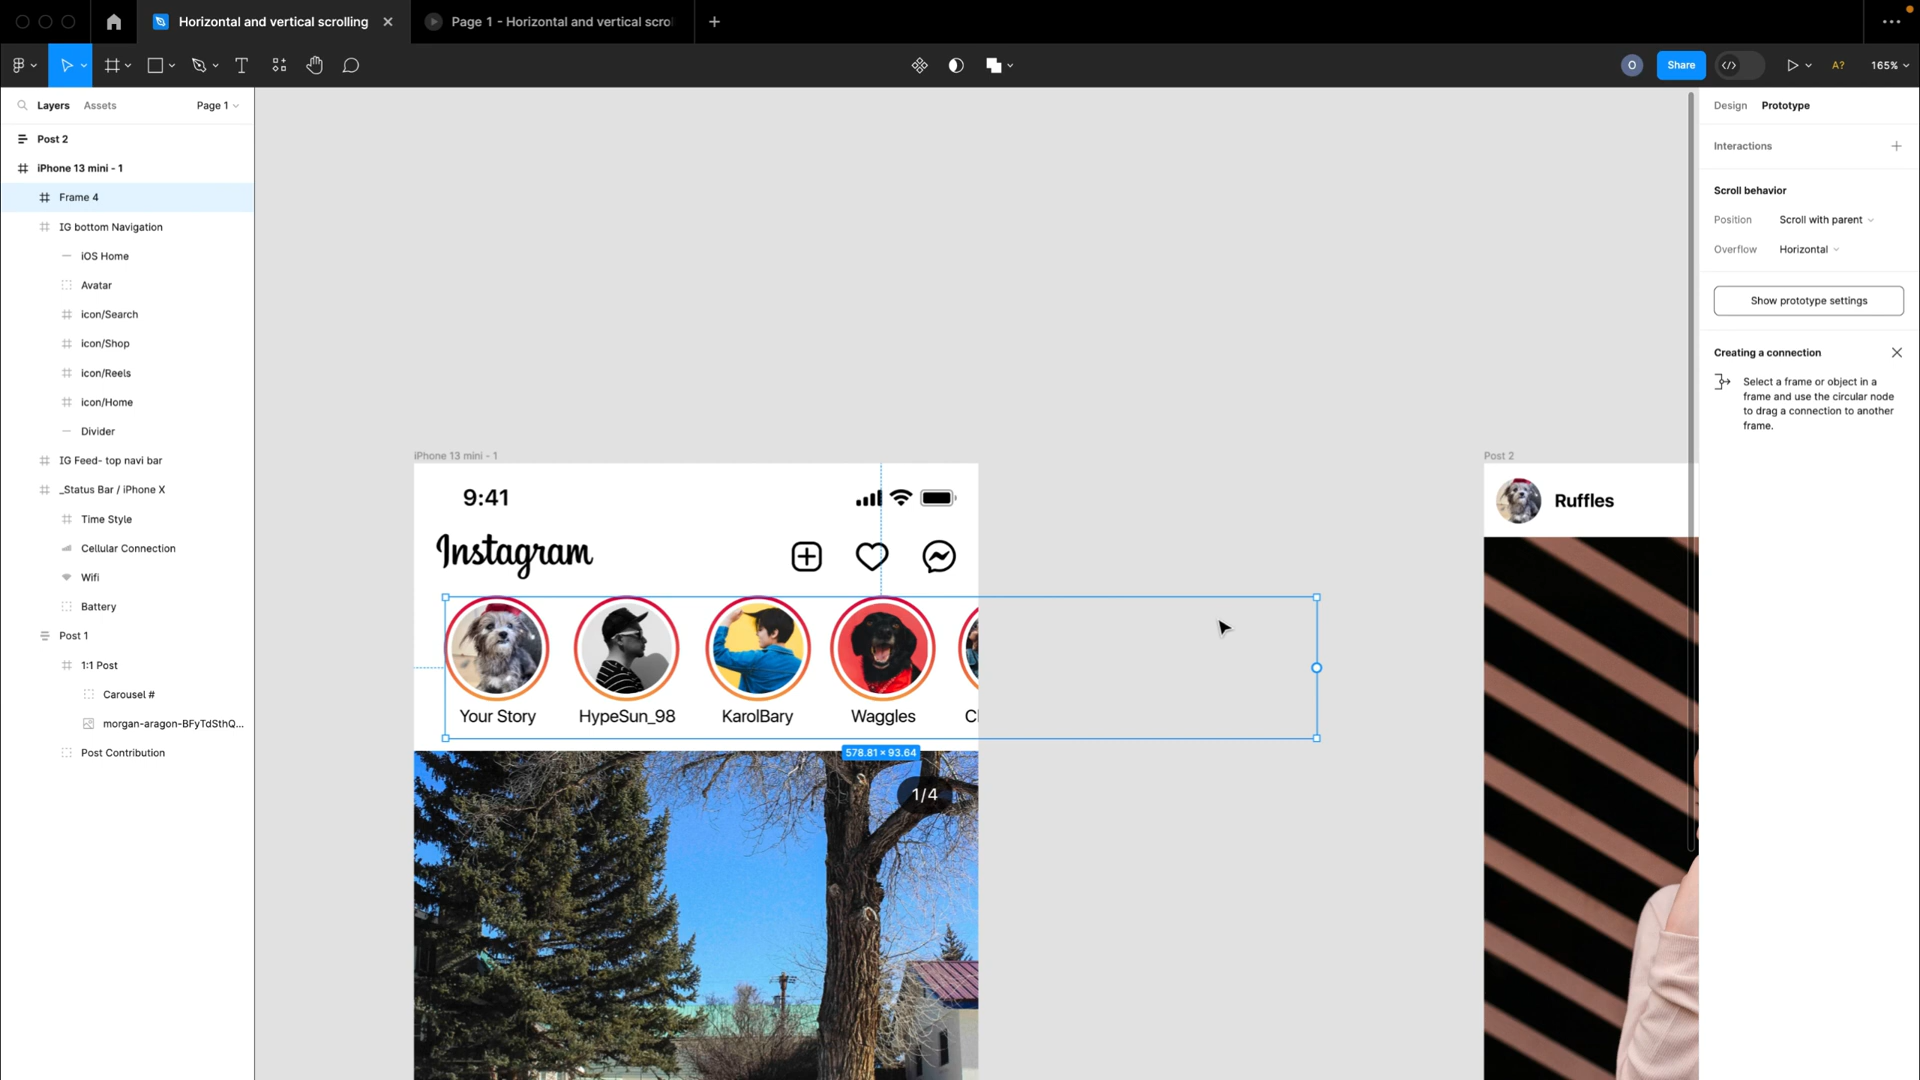 Horizontal and vertical scrolling
Page 1 - Horizontal and vertical scro
O
Share
A?
165%
Layers
Assets
Page 1
Post 2
iPhone 13 mini - 1
Frame 4
IG bottom Navigation
iOS Home
Avatar
icon/Search
icon/Shop
icon/Reels
icon/Home
Divider
IG Feed- top navi bar
_Status Bar / iPhone X
Time Style
Cellular Connection
Wifi
Battery
Post 1
1:1 Post
Carousel #
morgan-aragon-BFyTdSthQ...
Post Contribution
iPhone 13 mini - 1
9:41
Instagram
Your Story
HypeSun_98
KarolBary
Waggles
578.81 × 93.64
1/4
Post 2
Ruffles
Design
Prototype
Interactions
Scroll behavior
Position
Scroll with parent
Overflow
Horizontal
Show prototype settings
Creating a connection
Select a frame or object in a
frame and use the circular node
to drag a connection to another
frame.